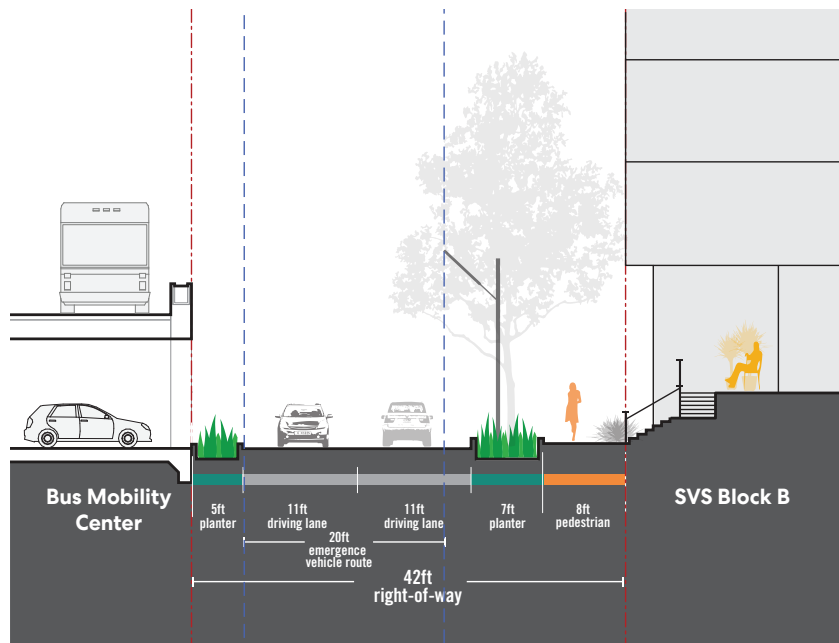 Bus Mobility
Center
SVS Block B
5ft
planter
11ft
driving lane
11ft
driving lane
7ft
planter
8ft
pedestrian
20ft
emergence
vehicle route
42ft
right-of-way